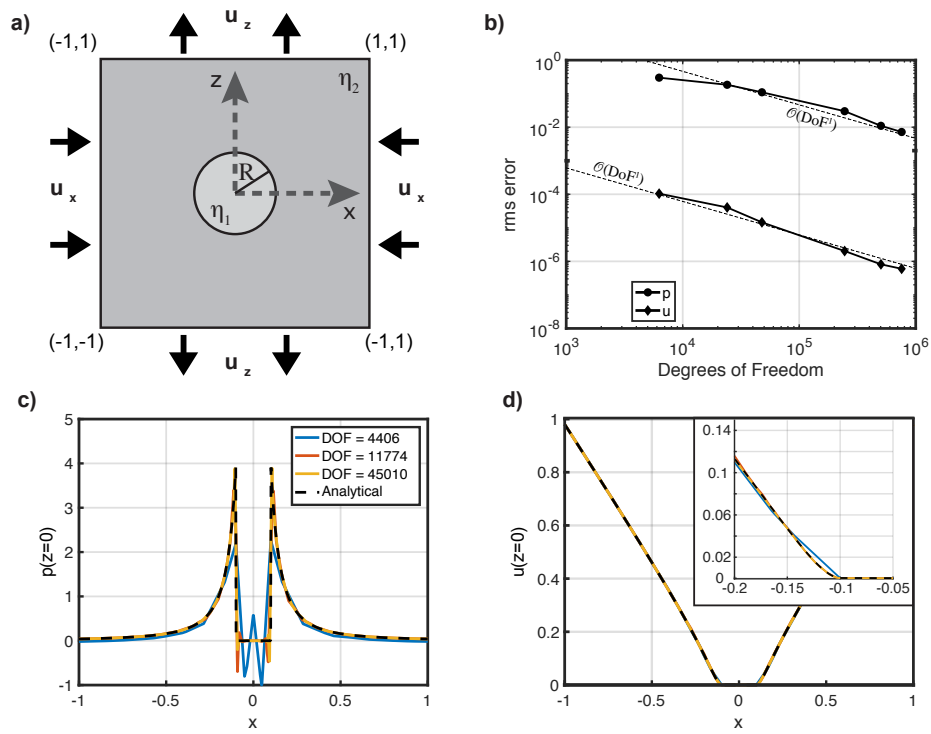 a)
u z
(-1,1)
(1,1)
z
η2
R
u x
u x
η1
x
(-1,-1)
(-1,1)
u z
b)
10^0
10^-2
10^-4
10^-6
10^-8
rms error
𝒪(DoF^1)
𝒪(DoF^1)
p
u
10^3
10^4
10^5
10^6
Degrees of Freedom
c)
5
4
3
2
1
0
-1
p(z=0)
DOF = 4406
DOF = 11774
DOF = 45010
Analytical
-1
-0.5
0
0.5
1
x
d)
1
0.8
0.6
0.4
0.2
0
u(z=0)
0.14
0.1
0.06
0.02
0
-0.2
-0.15
-0.1
-0.05
-1
-0.5
0
0.5
1
x